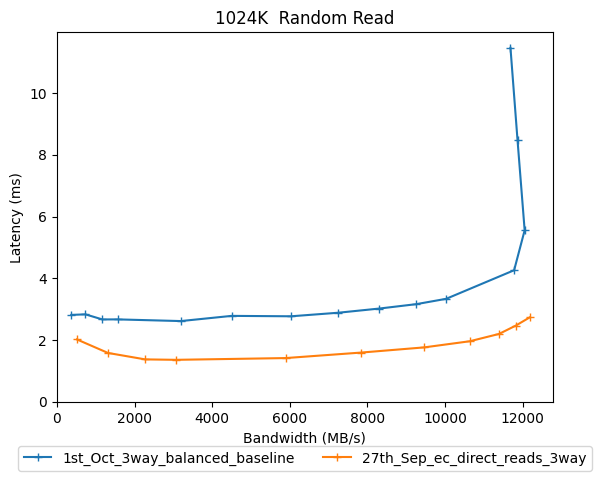 1024K  Random Read
Latency (ms)
10
8
6
4
2
0
0 2000 4000 6000 8000 10000 12000
Bandwidth (MB/s)
1st_Oct_3way_balanced_baseline 27th_Sep_ec_direct_reads_3way